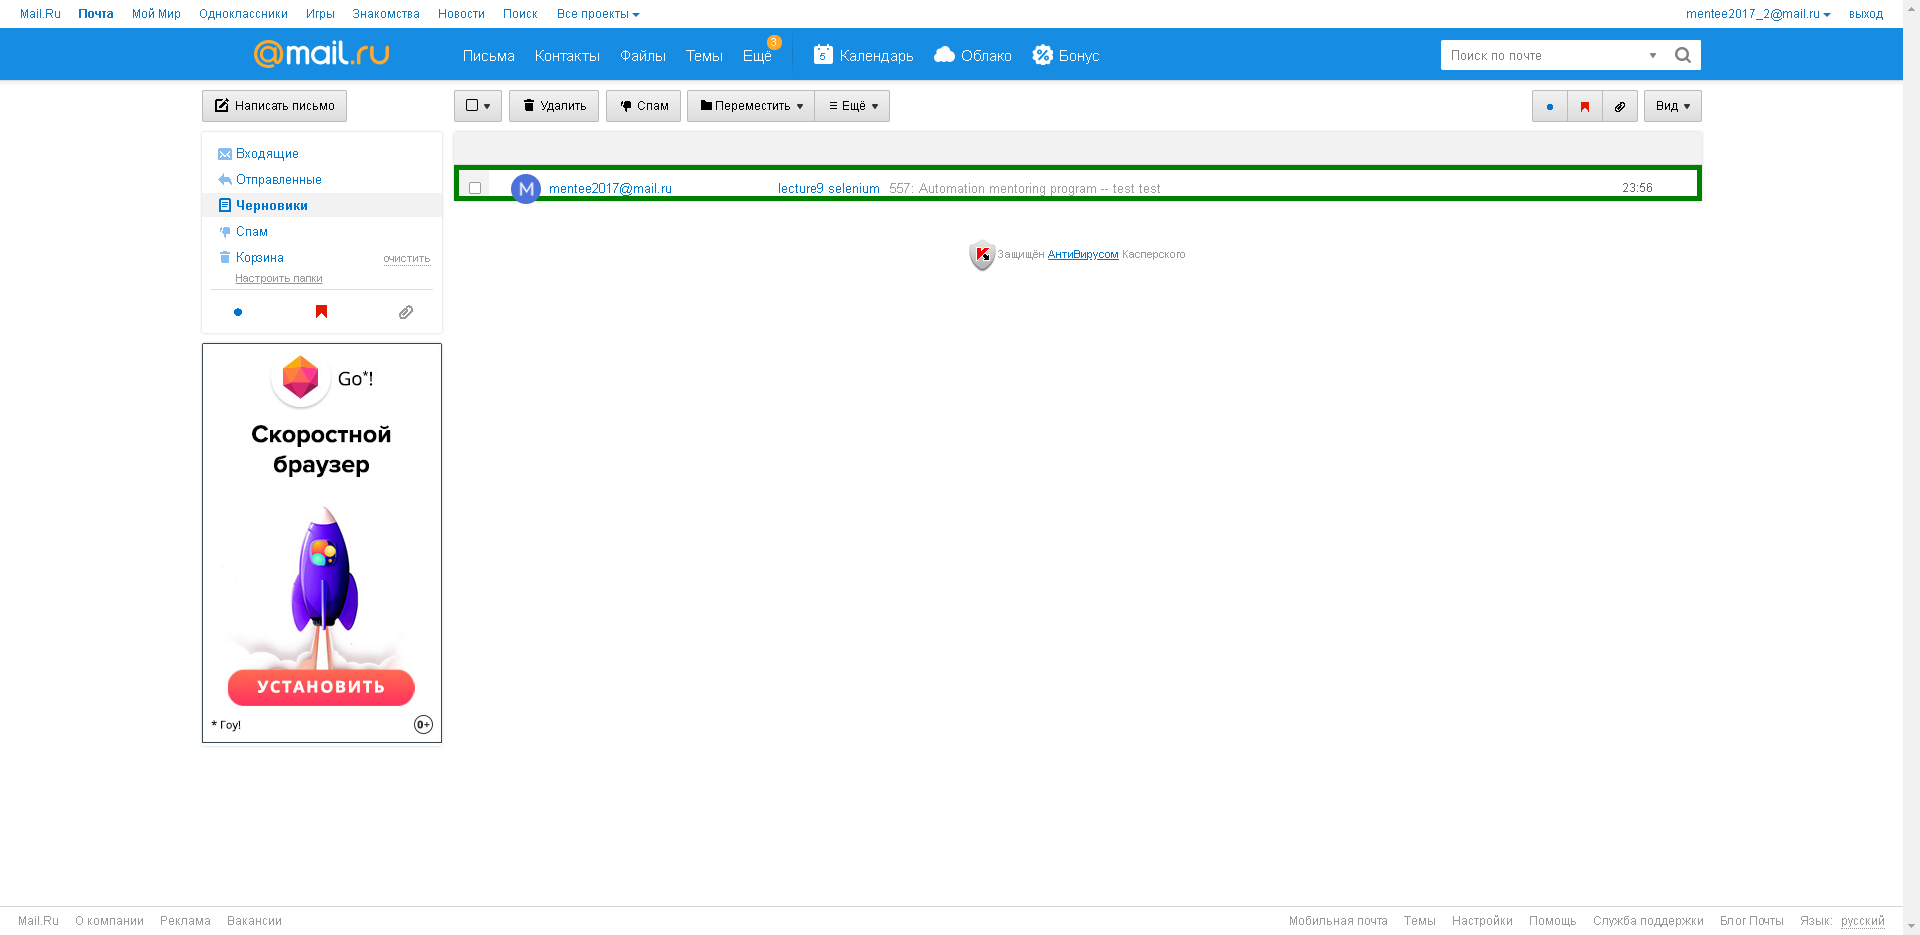 Mail.Ru Почта Мой Мир Одноклассники Игры Знакомства Новости Поиск Все проекты mentee2017_2@mail.ru выход
@mail.ru Письма Контакты Файлы Темы Ещё 3 5 Календарь Облако Бонус Поиск по почте
Написать письмо Удалить Спам Переместить Ещё Вид
Входящие
Отправленные
Черновики
Спам
Корзина очистить
Настроить папки
M mentee2017@mail.ru lecture9 selenium 557: Automation mentoring program -- test test 23:56
Защищён АнтиВирусом Касперского
Go*!
Скоростной
браузер
УСТАНОВИТЬ
* Гоу! 0+
Mail.Ru О компании Реклама Вакансии Мобильная почта Темы Настройки Помощь Служба поддержки Блог Почты Язык: русский